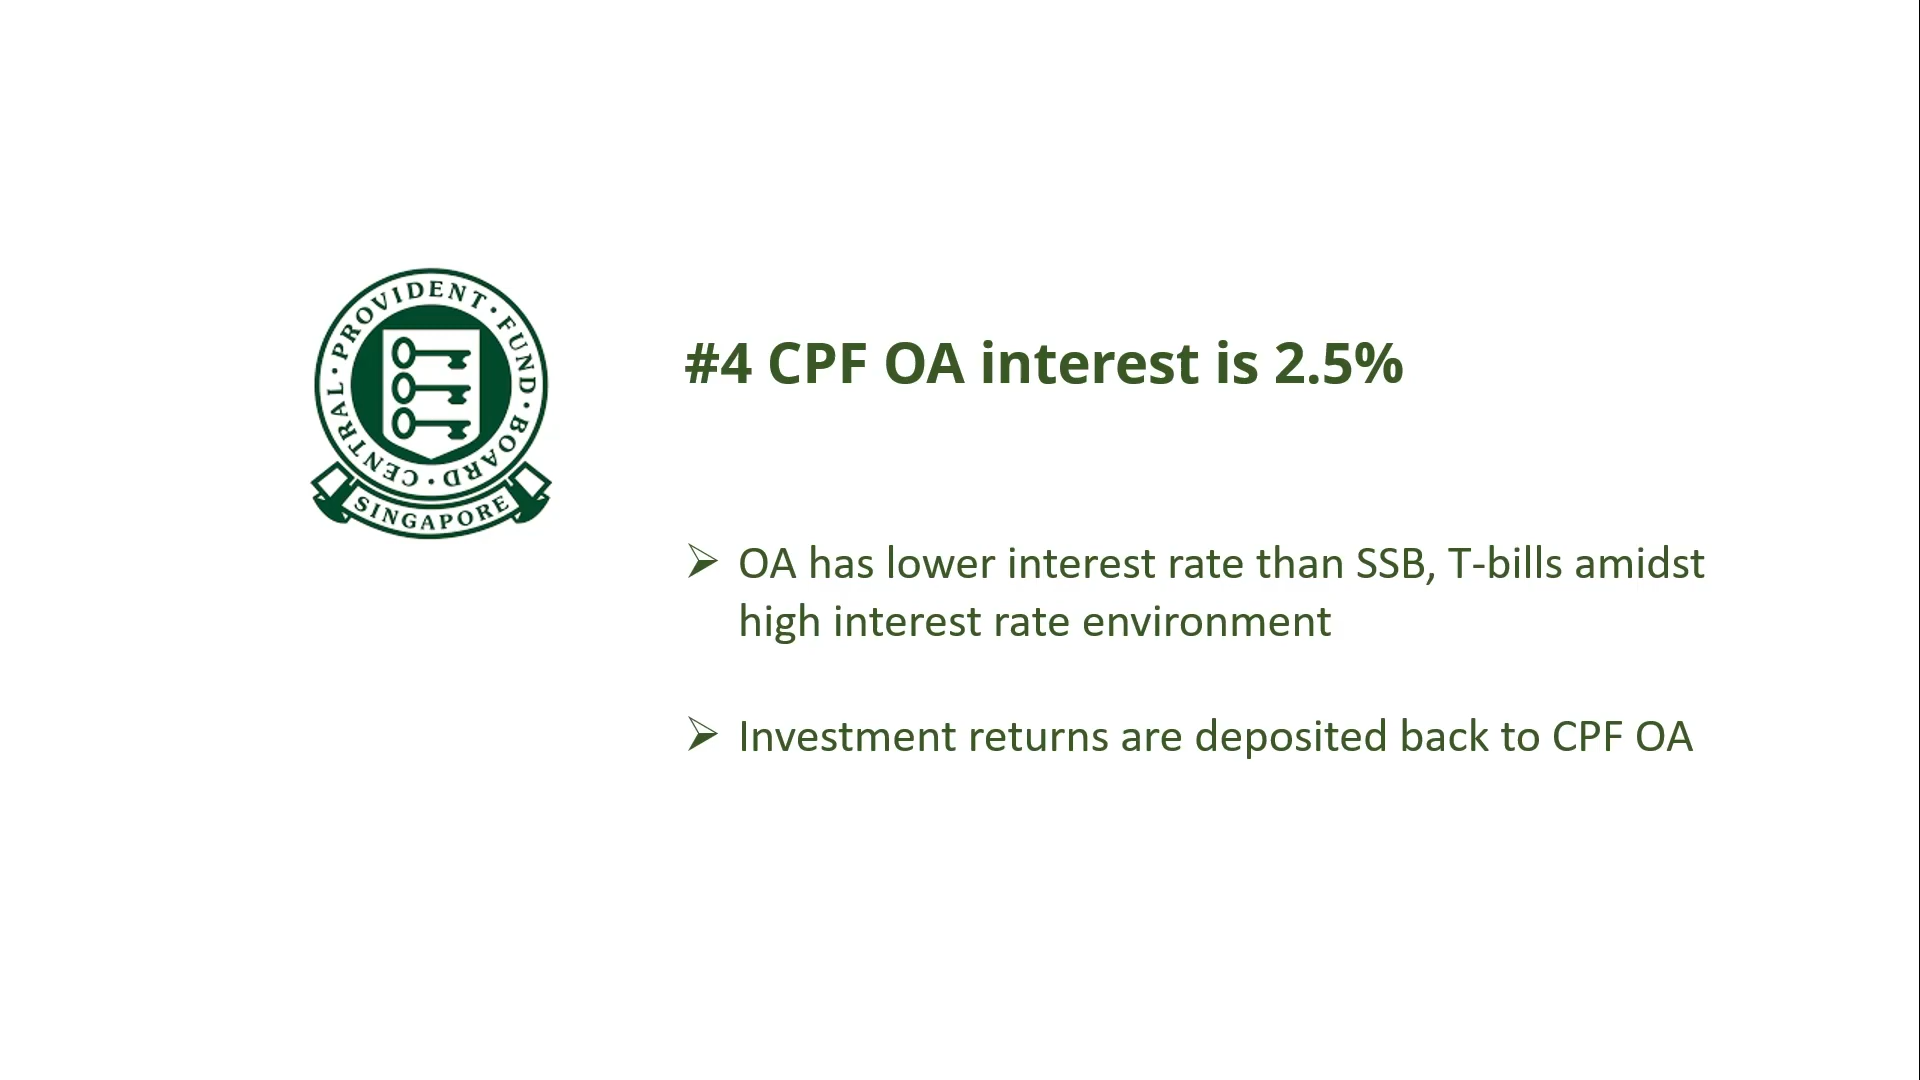 CENTRAL · PROVIDENT · FUND · BOARD ·
SINGAPORE
#4 CPF OA interest is 2.5%
➢ OA has lower interest rate than SSB, T-bills amidst
high interest rate environment
➢ Investment returns are deposited back to CPF OA